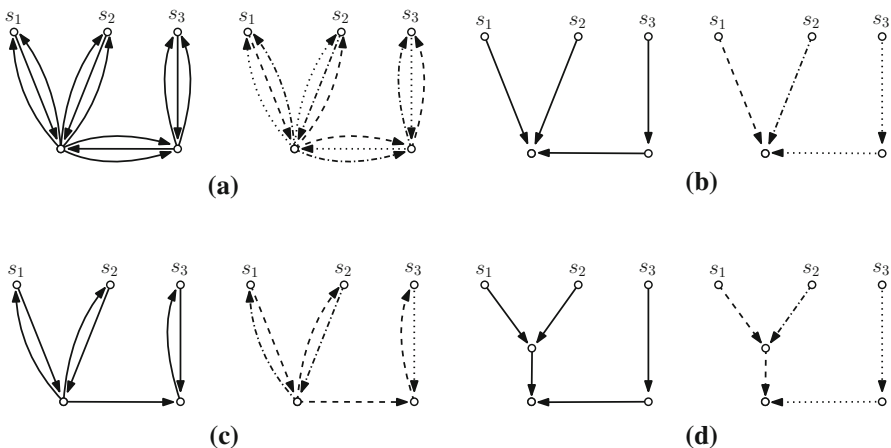 s₁ s₂ s₃ s₁ s₂ s₃ s₁ s₂ s₃ s₁ s₂ s₃
(a) (b)
s₁ s₂ s₃ s₁ s₂ s₃ s₁ s₂ s₃ s₁ s₂ s₃
(c) (d)